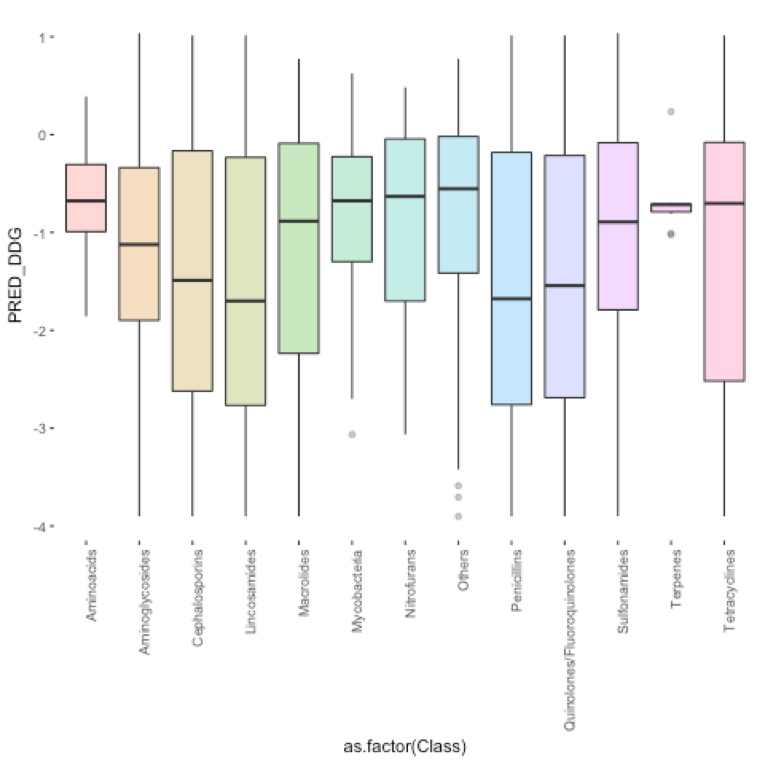 PRED_DDG
1
0
-1
-2
-3
-4
Aminoacids
Aminoglycosides
Cephalosporins
Lincosamides
Macrolides
Mycobacteria
Nitrofurans
Others
Penicillins
Quinolones/Fluoroquinolones
Sulfonamides
Terpenes
Tetracyclines
as.factor(Class)